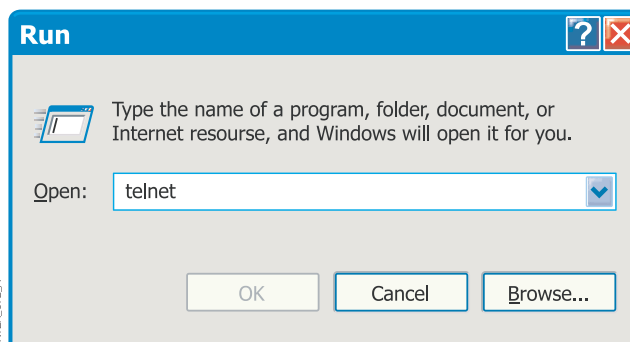 Run
Type the name of a program, folder, document, or
Internet resourse, and Windows will open it for you.
Open:
telnet
OK
Cancel
Browse...